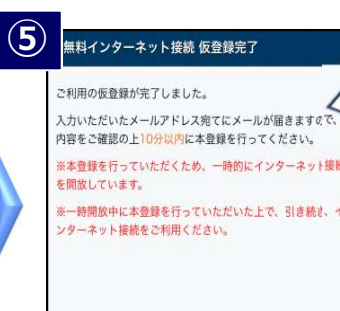 ⑤
無料インターネット接続 仮登録完了
ご利用の仮登録が完了しました。
入力いただいたメールアドレス宛てにメールが届きますので、
内容をご確認の上10分以内に本登録を行ってください。
※本登録を行っていただくため、一時的にインターネット接続
を開放しています。
※一時開放中に本登録を行っていただいた上で、引き続き、イ
ンターネット接続をご利用ください。